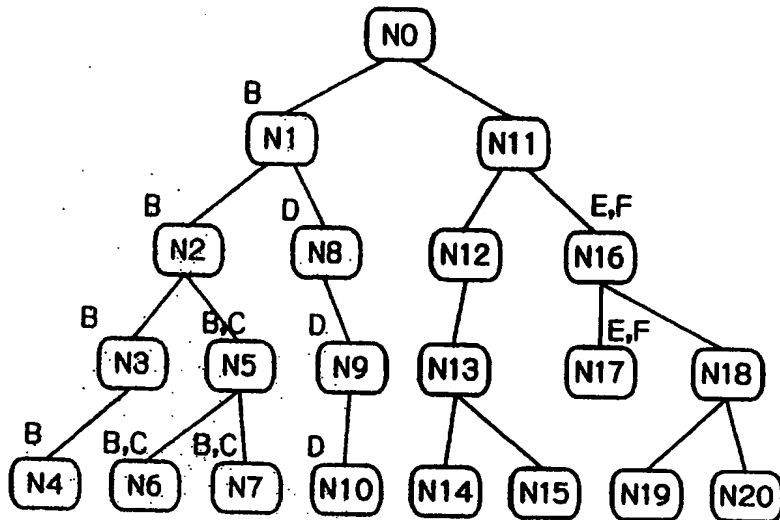 N0
B
N1 N11
B D E,F
N2 N8 N12 N16
B B,C D E,F
N3 N5 N9 N13 N17 N18
B B,C B,C D
N4 N6 N7 N10 N14 N15 N19 N20